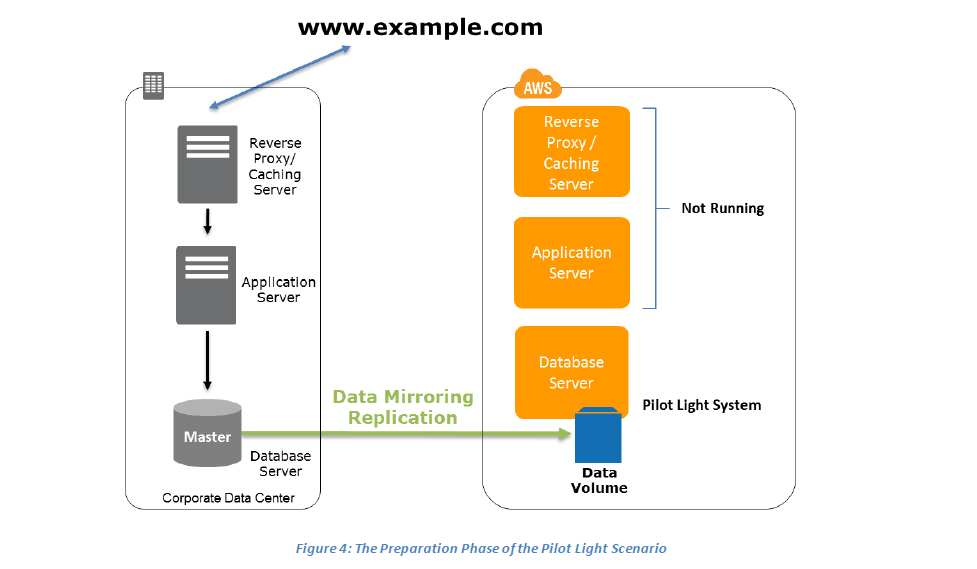 www.example.com
Reverse
Proxy/
Caching
Server
Application
Server
Master
Database
Server
Corporate Data Center
Data Mirroring
Replication
AWS
Reverse
Proxy /
Caching
Server
Application
Server
Not Running
Database
Server
Pilot Light System
Data
Volume
Figure 4: The Preparation Phase of the Pilot Light Scenario